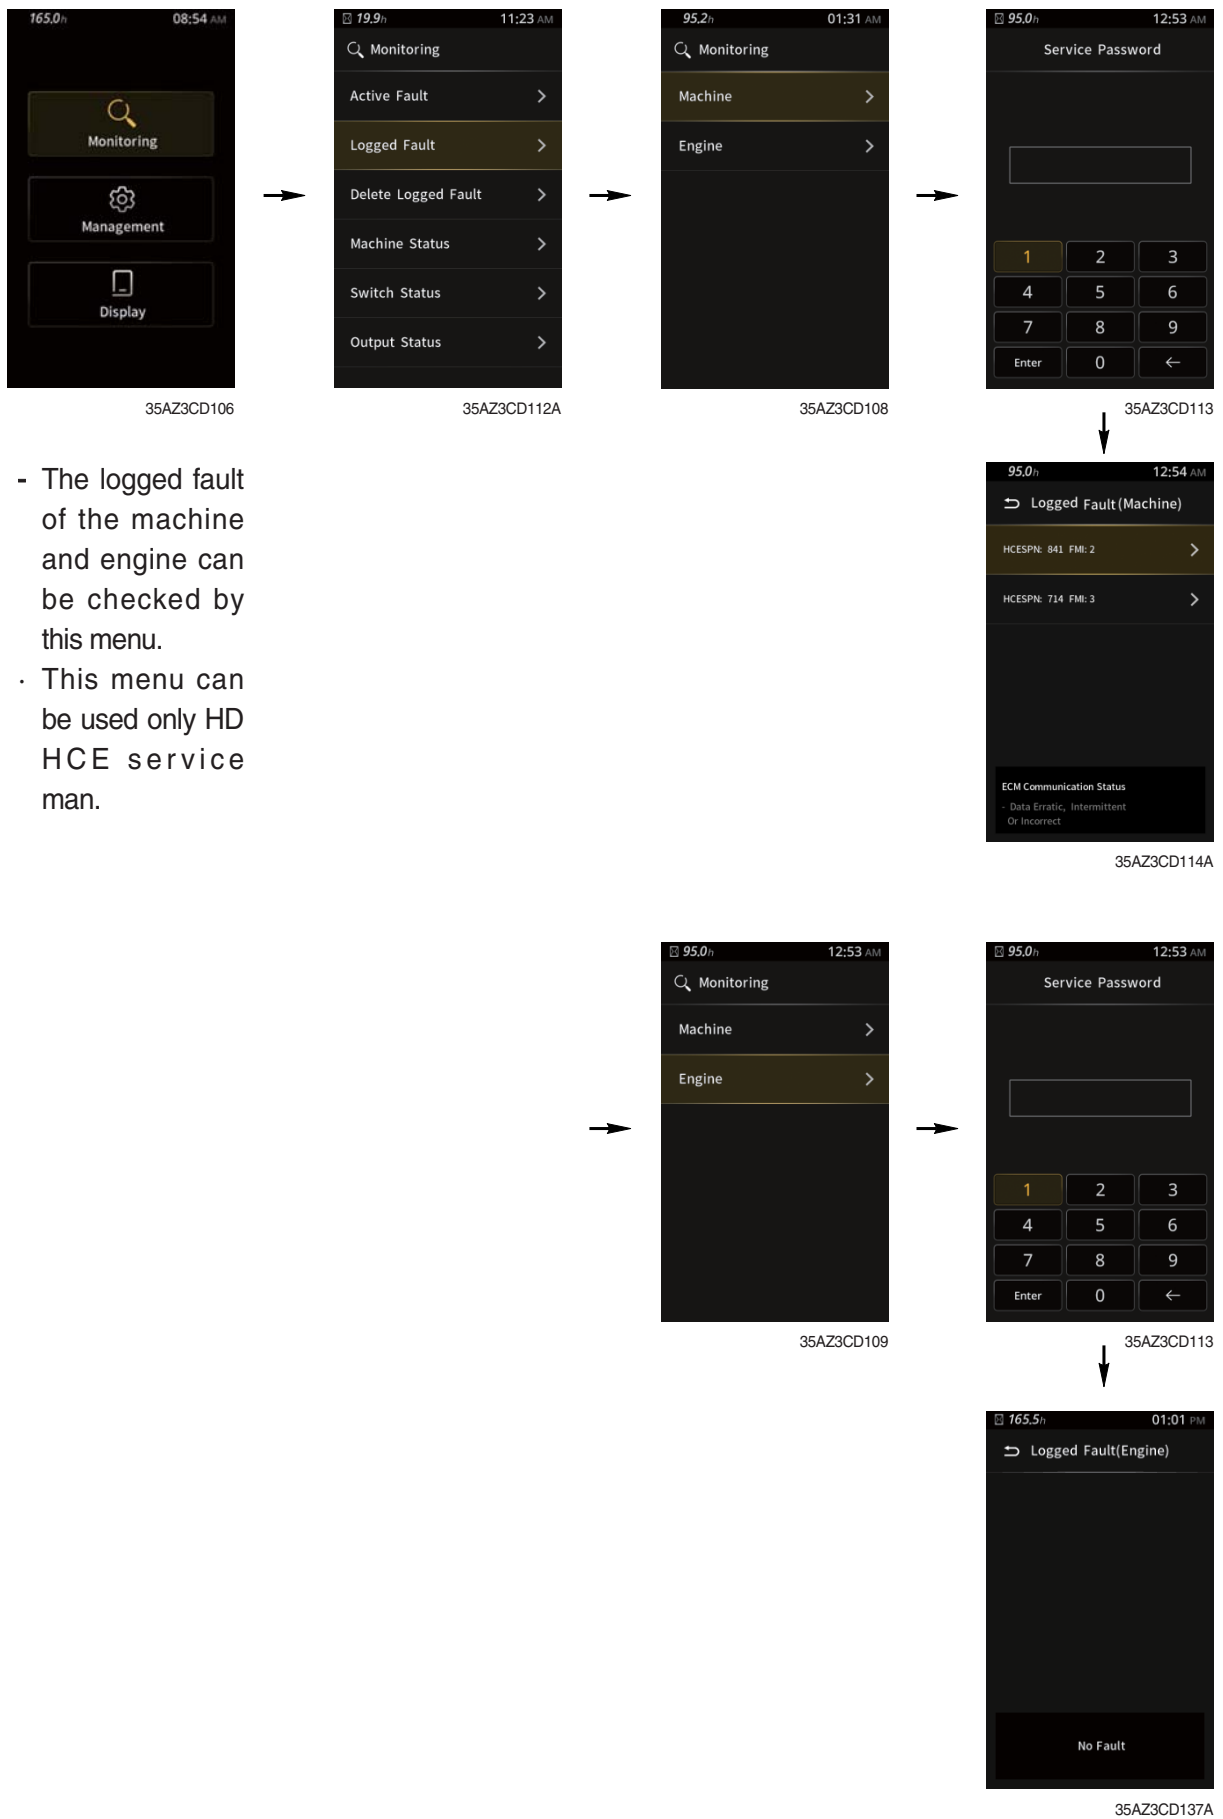 165.0h 08:54 AM
Monitoring
Management
Display
35AZ3CD106
19.9h 11:23 AM
Monitoring
Active Fault
Logged Fault
Delete Logged Fault
Machine Status
Switch Status
Output Status
35AZ3CD112A
95.2h 01:31 AM
Monitoring
Machine
Engine
35AZ3CD108
95.0h 12:53 AM
Service Password
1 2 3
4 5 6
7 8 9
Enter 0 ←
35AZ3CD113
- The logged fault
of the machine
and engine can
be checked by
this menu.
· This menu can
be used only HD
HCE service
man.
95.0h 12:54 AM
Logged Fault(Machine)
HCESPN: 841 FMI: 2
HCESPN: 714 FMI: 3
ECM Communication Status
- Data Erratic, Intermittent
Or Incorrect
35AZ3CD114A
95.0h 12:53 AM
Monitoring
Machine
Engine
35AZ3CD109
95.0h 12:53 AM
Service Password
1 2 3
4 5 6
7 8 9
Enter 0 ←
35AZ3CD113
165.5h 01:01 PM
Logged Fault(Engine)
No Fault
35AZ3CD137A